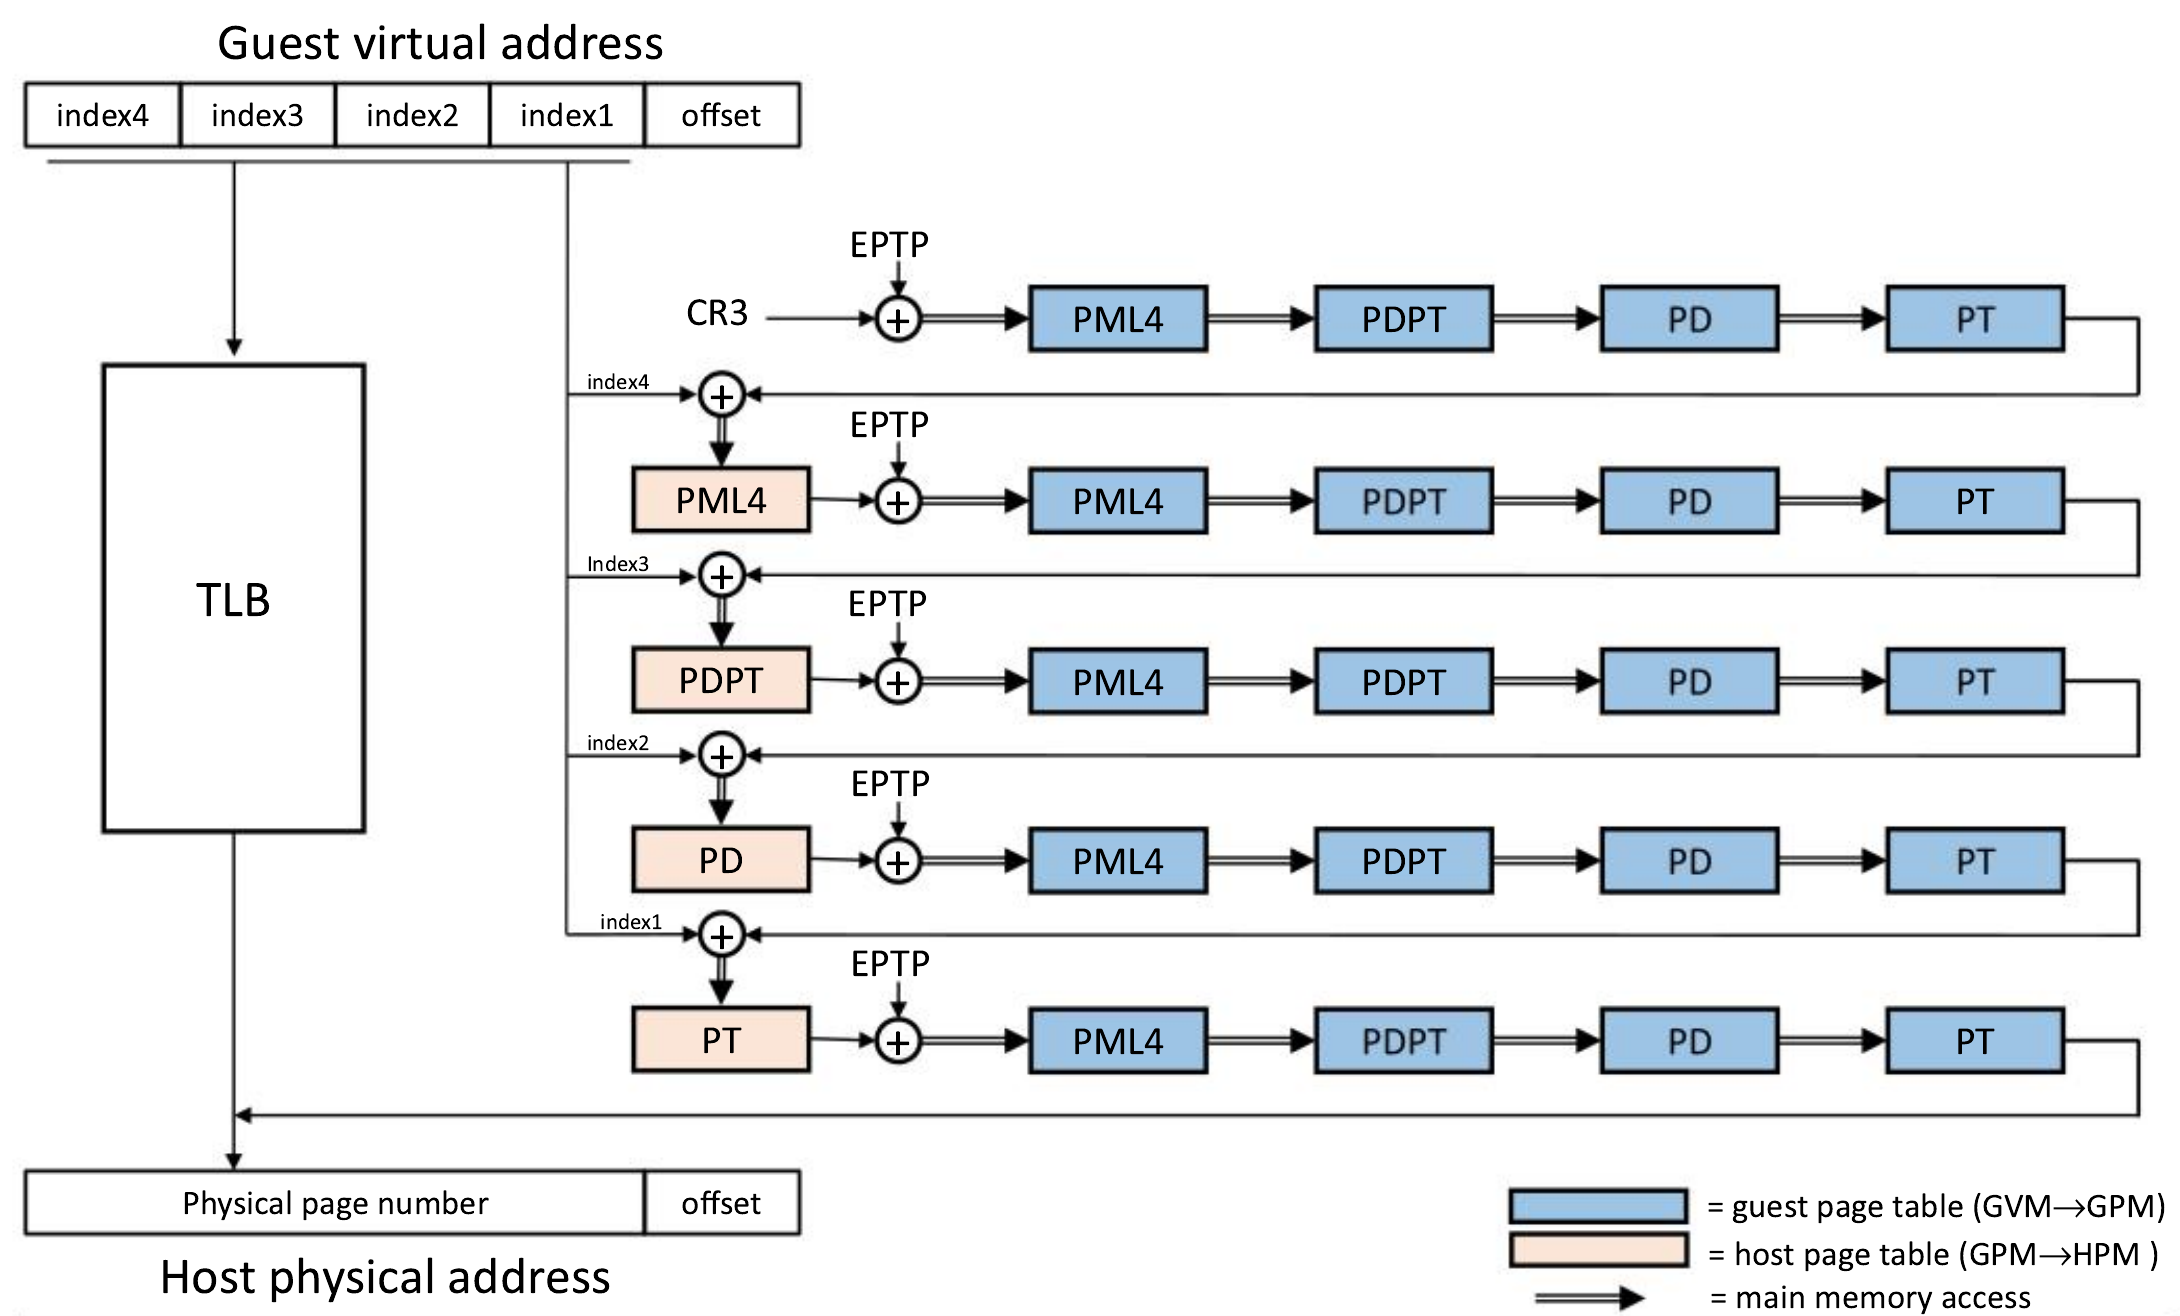 Guest virtual address
index4 index3 index2 index1 offset
EPTP
CR3 + PML4 PDPT PD PT
index4 +
EPTP
PML4 + PML4 PDPT PD PT
Index3 +
TLB
EPTP
PDPT + PML4 PDPT PD PT
index2 +
EPTP
PD + PML4 PDPT PD PT
index1 +
EPTP
PT + PML4 PDPT PD PT
Physical page number offset
Host physical address
= guest page table (GVM→GPM)
= host page table (GPM→HPM )
= main memory access